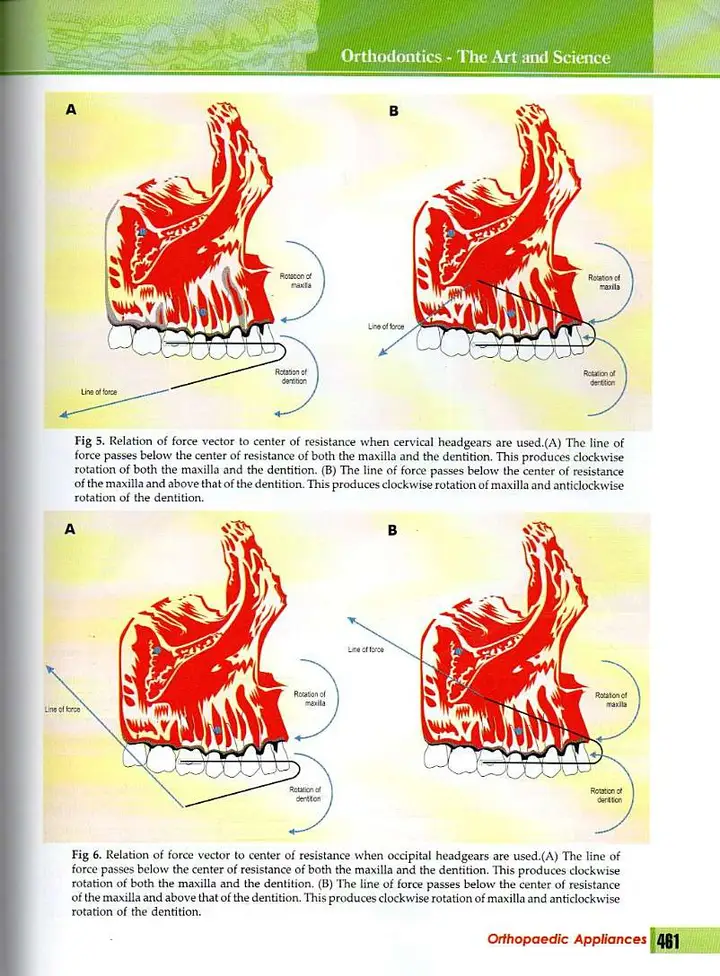 Orthodontics - The Art and Science
A
B
Rotation of
maxilla
Rotation of
maxilla
Line of force
Rotation of
dentition
Rotation of
dentition
Line of force
Fig 5. Relation of force vector to center of resistance when cervical headgears are used.(A) The line of
force passes below the center of resistance of both the maxilla and the dentition. This produces clockwise
rotation of both the maxilla and the dentition. (B) The line of force passes below the center of resistance
of the maxilla and above that of the dentition. This produces clockwise rotation of maxilla and anticlockwise
rotation of the dentition.
A
B
Line of force
Rotation of
maxilla
Rotation of
maxilla
Line of force
Rotation of
dentition
Rotation of
dentition
Fig 6. Relation of force vector to center of resistance when occipital headgears are used.(A) The line of
force passes below the center of resistance of both the maxilla and the dentition. This produces clockwise
rotation of both the maxilla and the dentition. (B) The line of force passes below the center of resistance
of the maxilla and above that of the dentition. This produces clockwise rotation of maxilla and anticlockwise
rotation of the dentition.
Orthopaedic Appliances 461